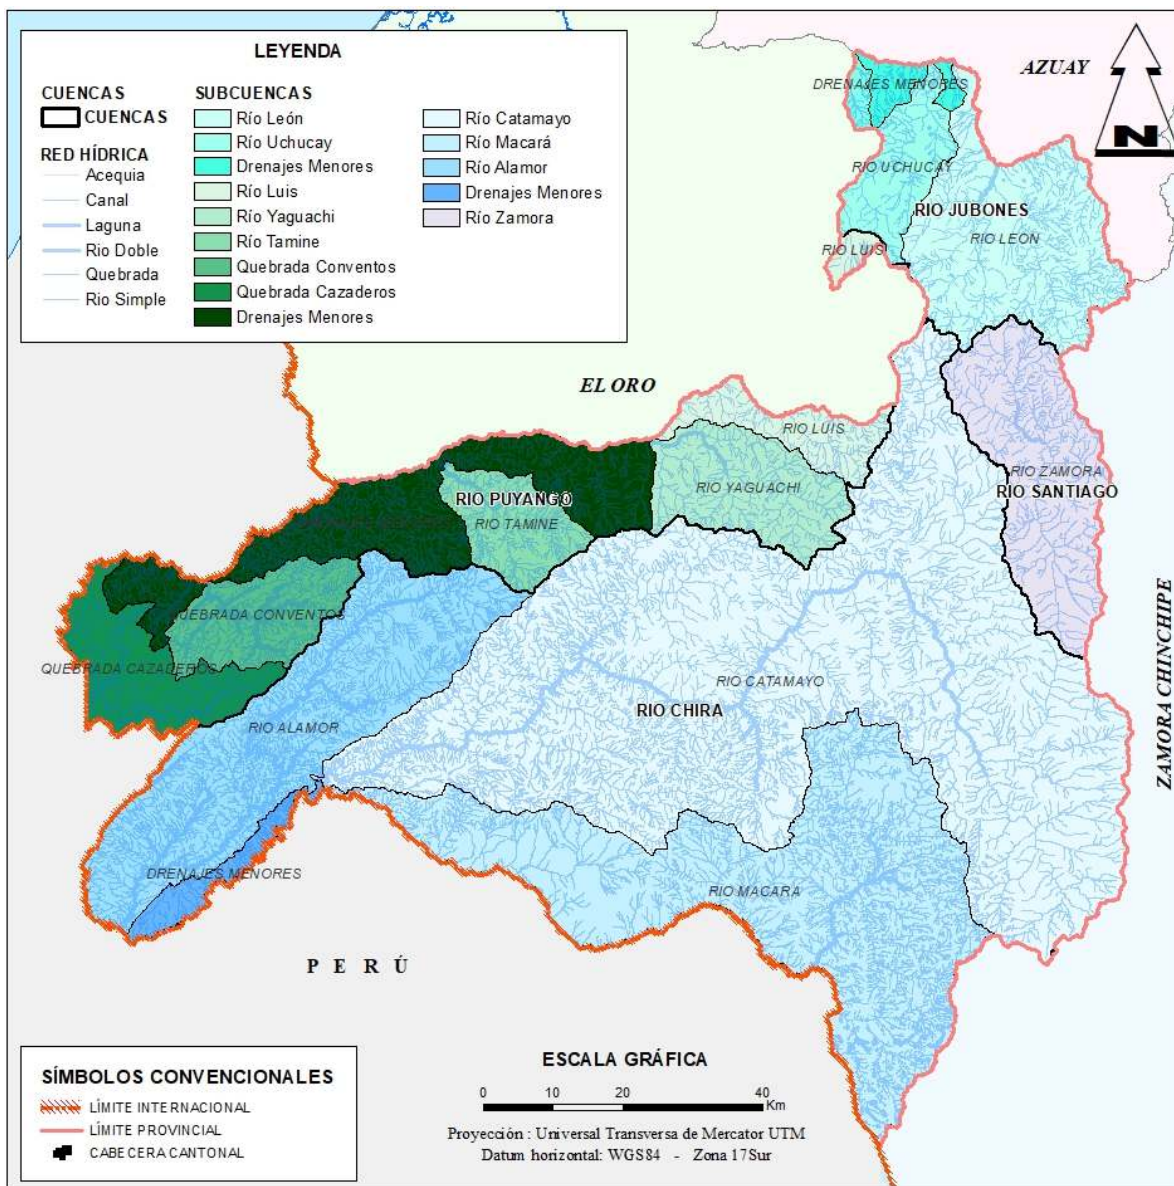 LEYENDA
CUENCAS
CUENCAS
RED HÍDRICA
Acequia
Canal
Laguna
Rio Doble
Quebrada
Rio Simple
SUBCUENCAS
Río León
Río Uchucay
Drenajes Menores
Río Luis
Río Yaguachi
Río Tamine
Quebrada Conventos
Quebrada Cazaderos
Drenajes Menores
Río Catamayo
Río Macará
Río Alamor
Drenajes Menores
Río Zamora
AZUAY
N
DRENAJES MENORES
RIO UCHUCAY
RIO JUBONES
RIO LEON
RIO LUIS
EL ORO
RIO LUIS
RIO ZAMORA
RIO SANTIAGO
RIO YAGUACHI
RIO PUYANGO
RIO TAMINE
QUEBRADA CONVENTOS
QUEBRADA CAZADEROS
RIO CATAMAYO
RIO CHIRA
RIO ALAMOR
ZAMORA CHINCHIPE
DRENAJES MENORES
RIO MACARA
PERÚ
SÍMBOLOS CONVENCIONALES
LÍMITE INTERNACIONAL
LÍMITE PROVINCIAL
CABECERA CANTONAL
ESCALA GRÁFICA
0 10 20 40
Km
Proyección : Universal Transversa de Mercator UTM
Datum horizontal: WGS84 - Zona 17Sur